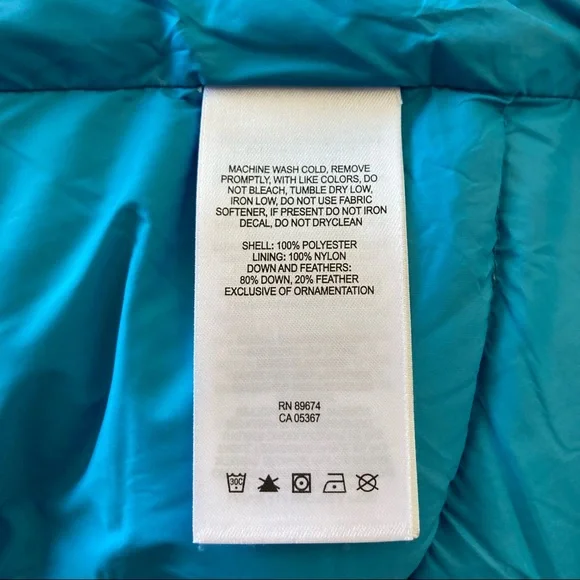 MACHINE WASH COLD, REMOVE
PROMPTLY, WITH LIKE COLORS, DO
NOT BLEACH, TUMBLE DRY LOW,
IRON LOW, DO NOT USE FABRIC
SOFTENER, IF PRESENT DO NOT IRON
DECAL, DO NOT DRYCLEAN
SHELL: 100% POLYESTER
LINING: 100% NYLON
DOWN AND FEATHERS:
80% DOWN, 20% FEATHER
EXCLUSIVE OF ORNAMENTATION
RN 89674
CA 05367
30C